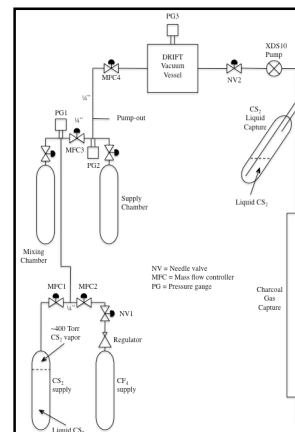 PG3
XDS10
Pump
DRIFT
Vacuum
Vessel
MFC4
NV2
¼"
PG1
¼"
Pump-out
CS2
Liquid
Capture
MFC3
PG2
Supply
Chamber
Liquid CS2
Mixing
Chamber
NV = Needle valve
MFC = Mass flow controller
PG = Pressure gauge
MFC1
MFC2
¼"
NV1
~400 Torr
CS2 vapor
Regulator
Charcoal
Gas
Capture
CS2
supply
CF4
supply
Liquid CS2